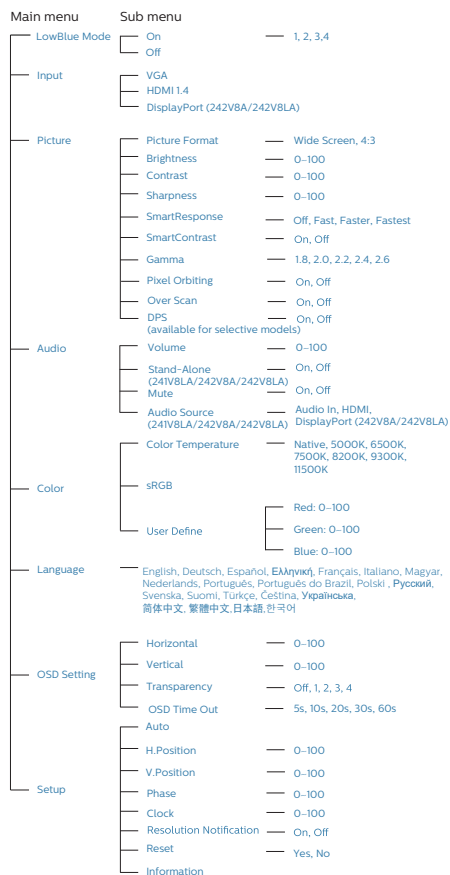 Main menu Sub menu
LowBlue Mode On 1, 2, 3,4
Off
Input VGA
HDMI 1.4
DisplayPort (242V8A/242V8LA)
Picture Picture Format Wide Screen, 4:3
Brightness 0–100
Contrast 0–100
Sharpness 0–100
SmartResponse Off, Fast, Faster, Fastest
SmartContrast On, Off
Gamma 1.8, 2.0, 2.2, 2.4, 2.6
Pixel Orbiting On, Off
Over Scan On, Off
DPS On, Off
(available for selective models)
Audio Volume 0–100
Stand-Alone On, Off
(241V8LA/242V8A/242V8LA)
Mute On, Off
Audio Source Audio In, HDMI,
(241V8LA/242V8A/242V8LA) DisplayPort (242V8A/242V8LA)
Color Temperature Native, 5000K, 6500K,
7500K, 8200K, 9300K,
11500K
Color sRGB
Red: 0–100
User Define Green: 0–100
Blue: 0–100
Language English, Deutsch, Español, Ελληνική, Français, Italiano, Magyar,
Nederlands, Português, Português do Brazil, Polski , Русский,
Svenska, Suomi, Türkçe, Čeština, Українська,
简体中文, 繁體中文,日本語,한국어
Horizontal 0–100
OSD Setting Vertical 0–100
Transparency Off, 1, 2, 3, 4
OSD Time Out 5s, 10s, 20s, 30s, 60s
Auto
H.Position 0–100
Setup V.Position 0–100
Phase 0–100
Clock 0–100
Resolution Notification On, Off
Reset Yes, No
Information